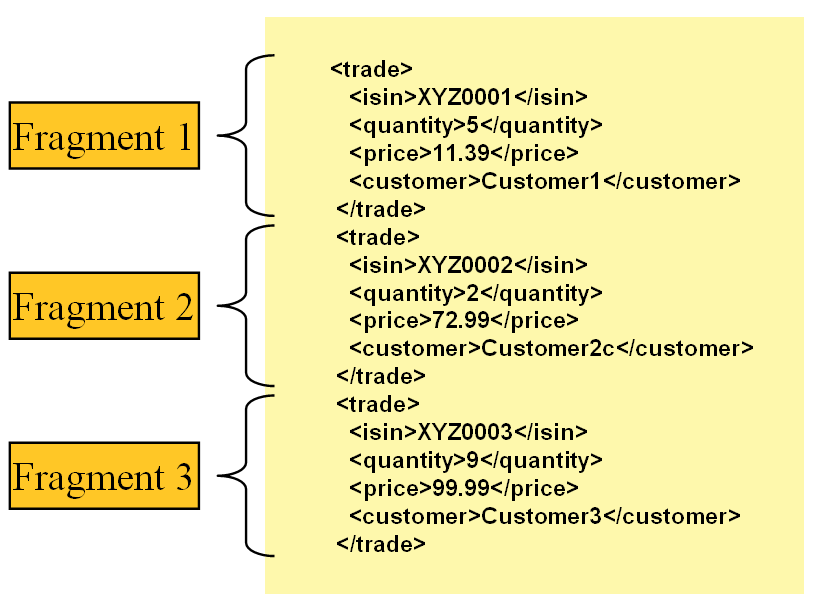 <trade>
<isin>XYZ0001</isin>
<quantity>5</quantity>
<price>11.39</price>
<customer>Customer1</customer>
</trade>
Fragment 1
<trade>
<isin>XYZ0002</isin>
<quantity>2</quantity>
<price>72.99</price>
<customer>Customer2c</customer>
</trade>
Fragment 2
<trade>
<isin>XYZ0003</isin>
<quantity>9</quantity>
<price>99.99</price>
<customer>Customer3</customer>
</trade>
Fragment 3